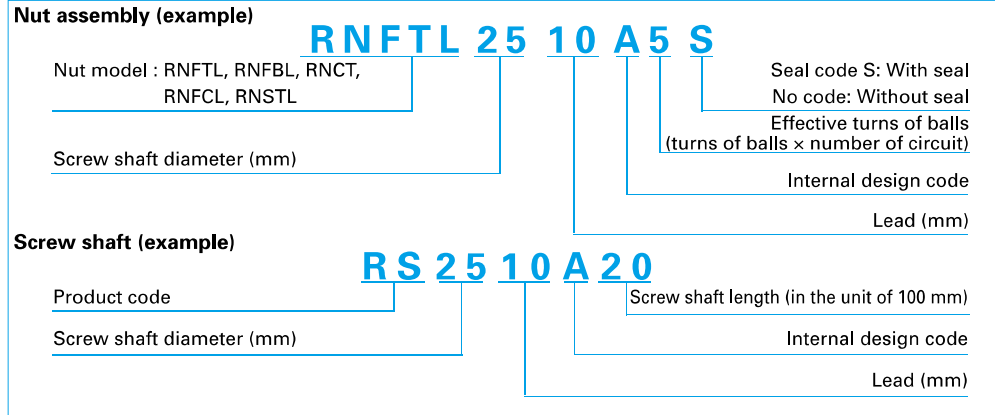 Nut assembly (example)
RNFTL 25 10 A 5 S
Nut model : RNFTL, RNFBL, RNCT,
RNFCL, RNSTL
Seal code S: With seal
No code: Without seal
Effective turns of balls
(turns of balls × number of circuit)
Screw shaft diameter (mm)
Internal design code
Lead (mm)
Screw shaft (example)
RS 25 10 A 20
Product code
Screw shaft length (in the unit of 100 mm)
Screw shaft diameter (mm)
Internal design code
Lead (mm)